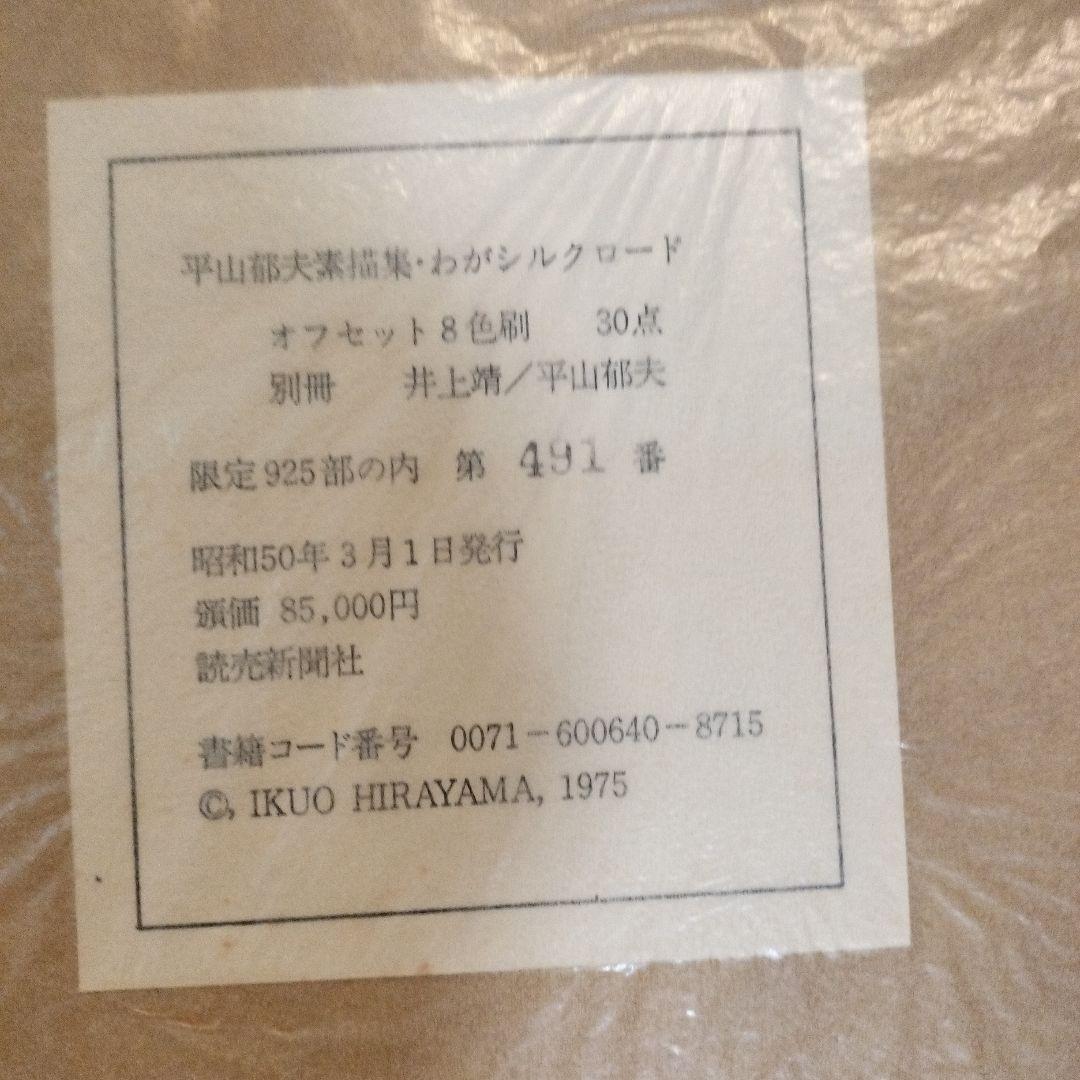 平山郁夫素描集・わがシルクロード
オフセット8色刷　30点
別冊　井上靖／平山郁夫
限定925部の内　第　491　番
昭和50年3月1日発行
頒価 85,000円
読売新聞社
書籍コード番号　0071－600640－8715
©, IKUO HIRAYAMA, 1975